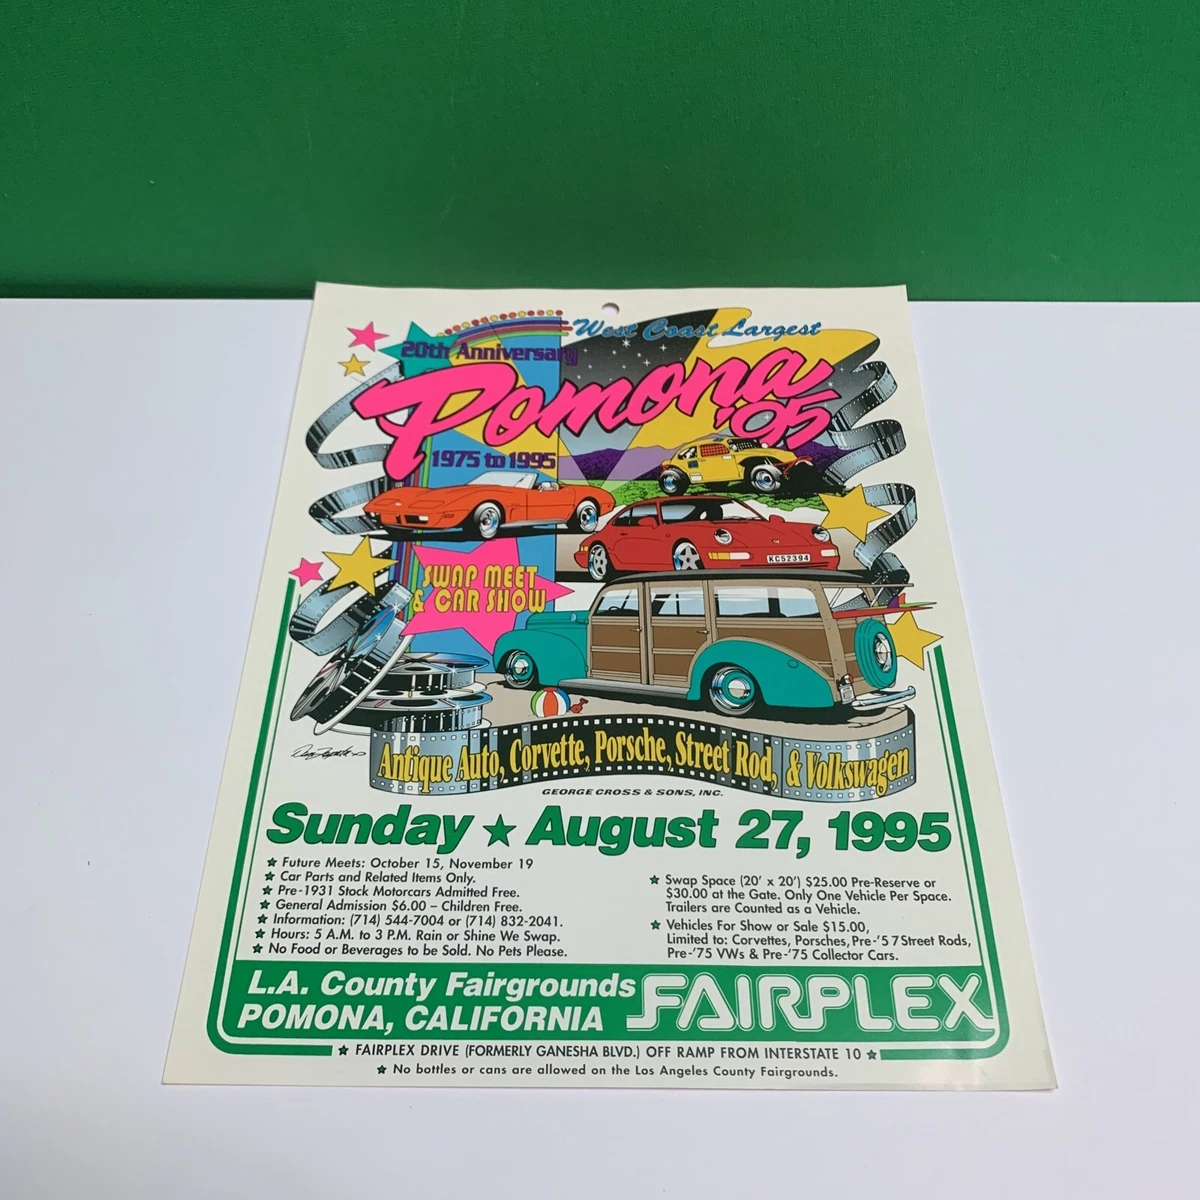 West Coast Largest
20th Anniversary
Pomona
'95
1975 to 1995
KC52394
SWAP MEET
& CAR SHOW
Antique Auto, Corvette, Porsche, Street Rod, & Volkswagen
GEORGE CROSS & SONS, INC.
Sunday ★ August 27, 1995
★ Future Meets: October 15, November 19
★ Car Parts and Related Items Only.
★ Pre-1931 Stock Motorcars Admitted Free.
★ General Admission $6.00 – Children Free.
★ Information: (714) 544-7004 or (714) 832-2041.
★ Hours: 5 A.M. to 3 P.M. Rain or Shine We Swap.
★ No Food or Beverages to be Sold. No Pets Please.
★ Swap Space (20' x 20') $25.00 Pre-Reserve or
$30.00 at the Gate. Only One Vehicle Per Space.
Trailers are Counted as a Vehicle.
★ Vehicles For Show or Sale $15.00,
Limited to: Corvettes, Porsches, Pre-'57 Street Rods,
Pre-'75 VWs & Pre-'75 Collector Cars.
L.A. County Fairgrounds
POMONA, CALIFORNIA
FAIRPLEX
★ FAIRPLEX DRIVE (FORMERLY GANESHA BLVD.) OFF RAMP FROM INTERSTATE 10 ★
★ No bottles or cans are allowed on the Los Angeles County Fairgrounds.